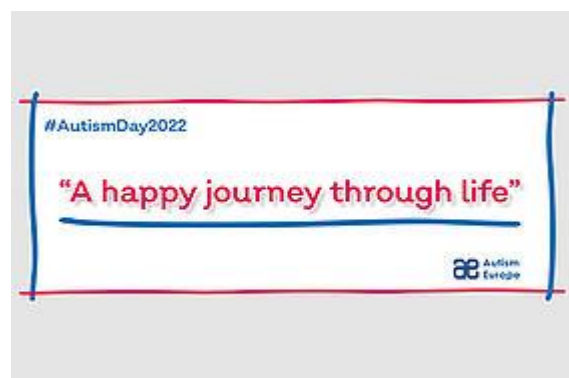 #AutismDay2022
“A happy journey through life”
ae Autism
Europe